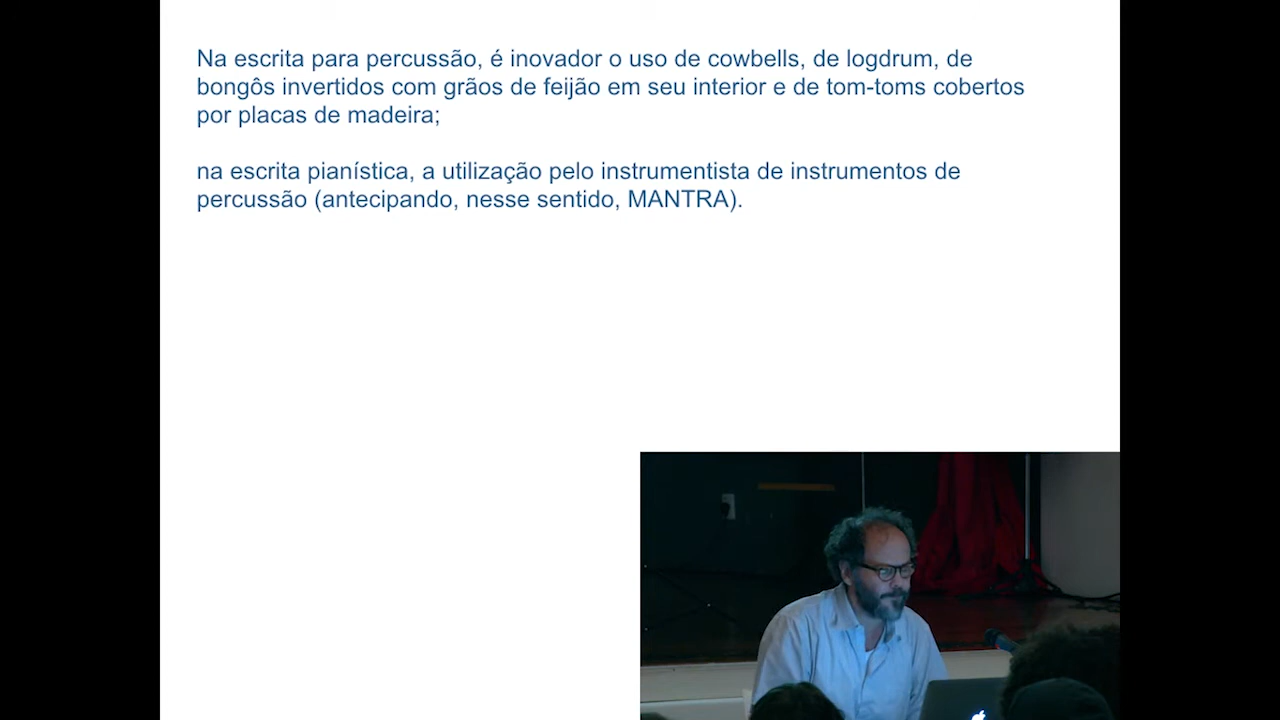 Na escrita para percussão, é inovador o uso de cowbells, de logdrum, de
bongôs invertidos com grãos de feijão em seu interior e de tom-toms cobertos
por placas de madeira;
na escrita pianística, a utilização pelo instrumentista de instrumentos de
percussão (antecipando, nesse sentido, MANTRA).